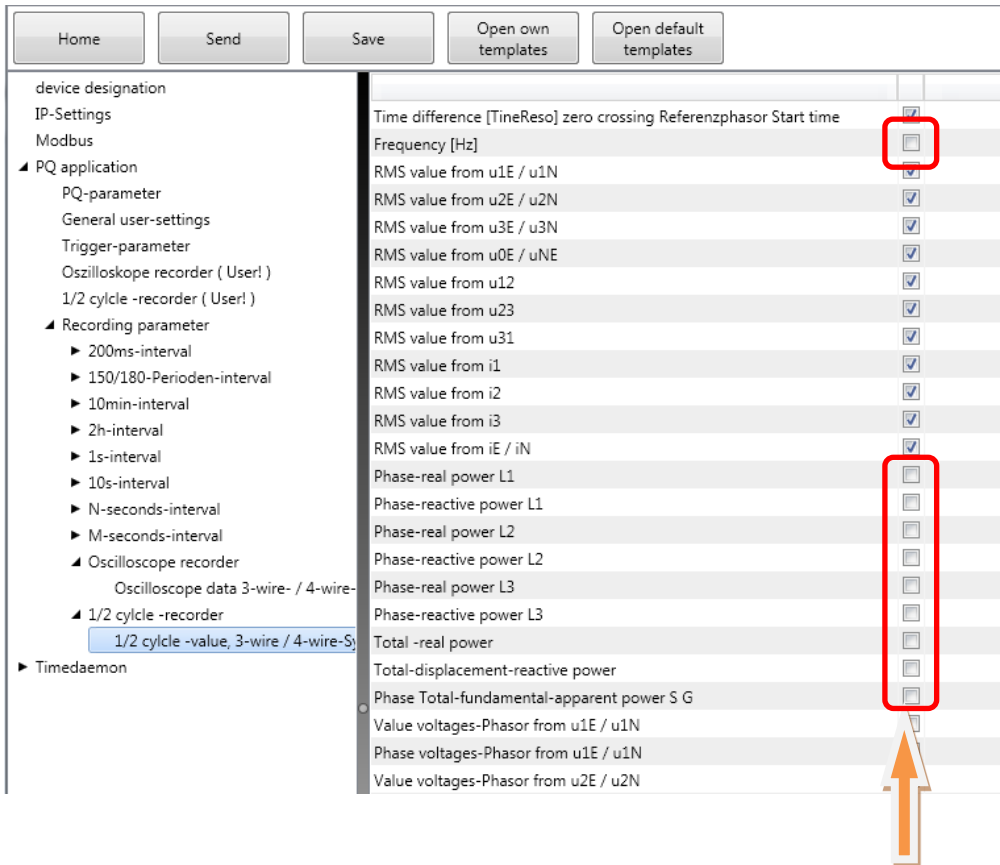 Home
Send
Save
Open own
templates
Open default
templates
device designation
IP-Settings
Modbus
PQ application
PQ-parameter
General user-settings
Trigger-parameter
Oszilloskope recorder ( User! )
1/2 cylcle -recorder ( User! )
Recording parameter
200ms-interval
150/180-Perioden-interval
10min-interval
2h-interval
1s-interval
10s-interval
N-seconds-interval
M-seconds-interval
Oscilloscope recorder
Oscilloscope data 3-wire- / 4-wire-
1/2 cylcle -recorder
1/2 cylcle -value, 3-wire / 4-wire-Sy
Timedaemon
Time difference [TineReso] zero crossing Referenzphasor Start time
Frequency [Hz]
RMS value from u1E / u1N
RMS value from u2E / u2N
RMS value from u3E / u3N
RMS value from u0E / uNE
RMS value from u12
RMS value from u23
RMS value from u31
RMS value from i1
RMS value from i2
RMS value from i3
RMS value from iE / iN
Phase-real power L1
Phase-reactive power L1
Phase-real power L2
Phase-reactive power L2
Phase-real power L3
Phase-reactive power L3
Total -real power
Total-displacement-reactive power
Phase Total-fundamental-apparent power S G
Value voltages-Phasor from u1E / u1N
Phase voltages-Phasor from u1E / u1N
Value voltages-Phasor from u2E / u2N